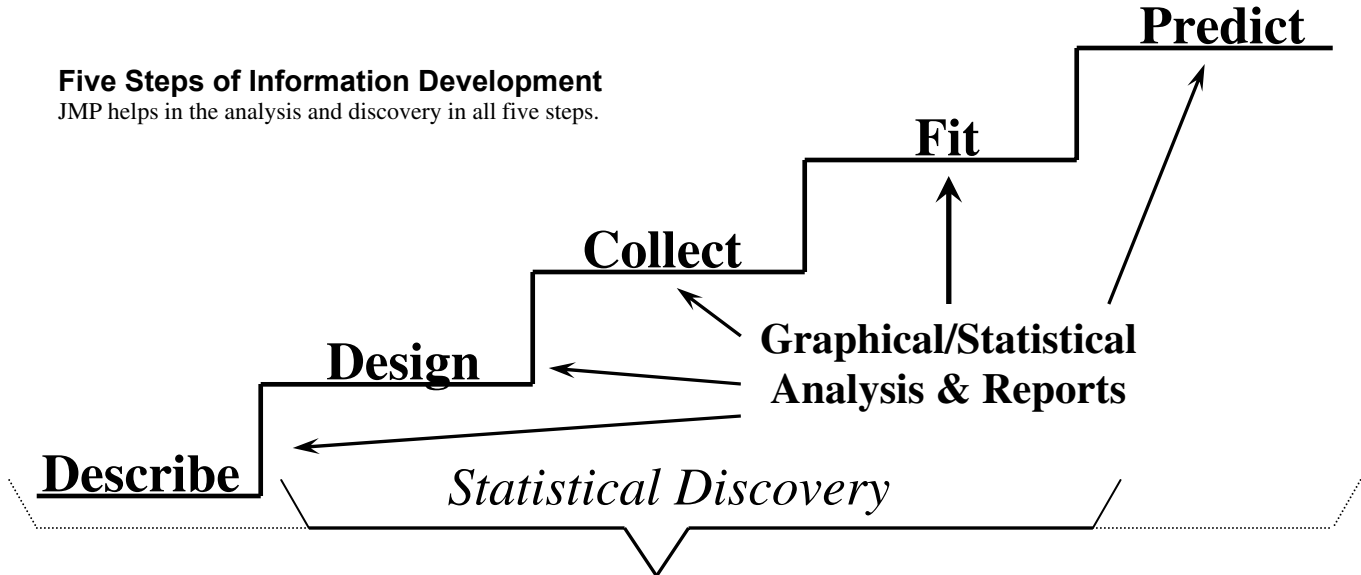 Predict
Five Steps of Information Development
JMP helps in the analysis and discovery in all five steps.
Fit
Collect
Graphical/Statistical
Analysis & Reports
Design
Describe
Statistical Discovery